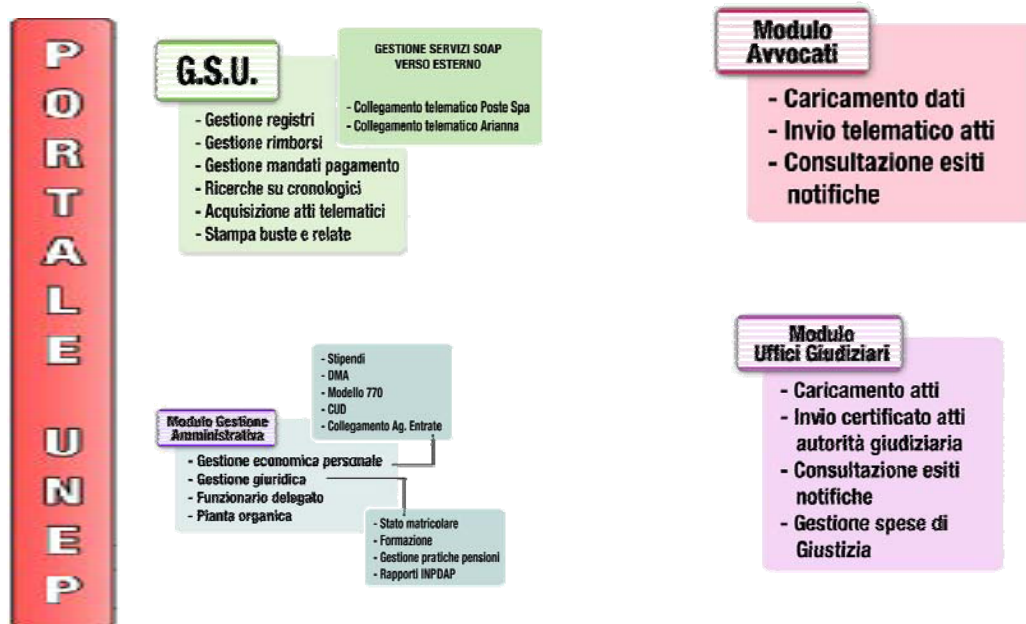 PORTALE UNEP
G.S.U.
- Gestione registri
- Gestione rimborsi
- Gestione mandati pagamento
- Ricerche su cronologici
- Acquisizione atti telematici
- Stampa buste e relate
GESTIONE SERVIZI SOAP
VERSO ESTERNO
- Collegamento telematico Poste Spa
- Collegamento telematico Arianna
Modulo
Avvocati
- Caricamento dati
- Invio telematico atti
- Consultazione esiti
notifiche
Modulo Gestione
Amministrativa
- Gestione economica personale
- Gestione giuridica
- Funzionario delegato
- Pianta organica
- Stipendi
- DMA
- Modello 770
- CUD
- Collegamento Ag. Entrate
- Stato matricolare
- Formazione
- Gestione pratiche pensioni
- Rapporti INPDAP
Modulo
Uffici Giudiziari
- Caricamento atti
- Invio certificato atti
autorità giudiziaria
- Consultazione esiti
notifiche
- Gestione spese di
Giustizia